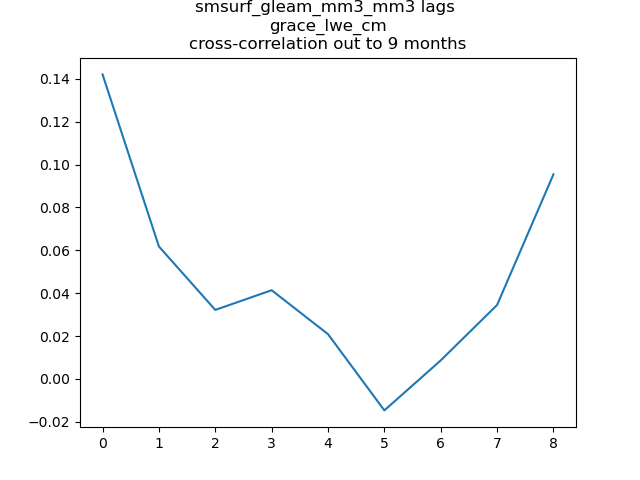 smsurf_gleam_mm3_mm3 lags
grace_lwe_cm
cross-correlation out to 9 months
0.14
0.12
0.10
0.08
0.06
0.04
0.02
0.00
−0.02
0 1 2 3 4 5 6 7 8